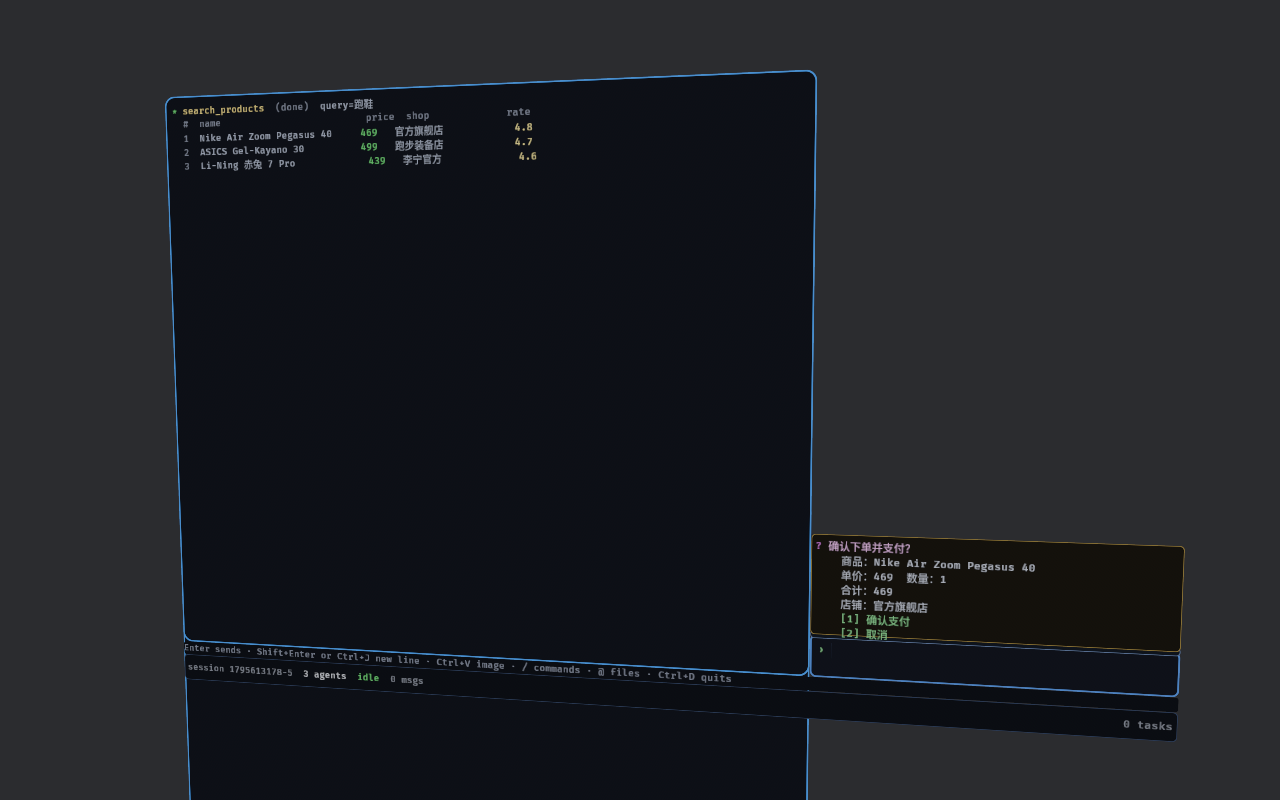 * search_products (done) query=跑鞋
# name price shop rate
1 Nike Air Zoom Pegasus 40 469 官方旗舰店 4.8
2 ASICS Gel-Kayano 30 499 跑步装备店 4.7
3 Li-Ning 赤兔 7 Pro 439 李宁官方 4.6
? 确认下单并支付?
商品: Nike Air Zoom Pegasus 40
单价: 469 数量: 1
合计: 469
店铺: 官方旗舰店
[1] 确认支付
[2] 取消
›
Enter sends · Shift+Enter or Ctrl+J new line · Ctrl+V image · / commands · @ files · Ctrl+D quits
session 1795613178-5 3 agents idle 0 msgs
0 tasks